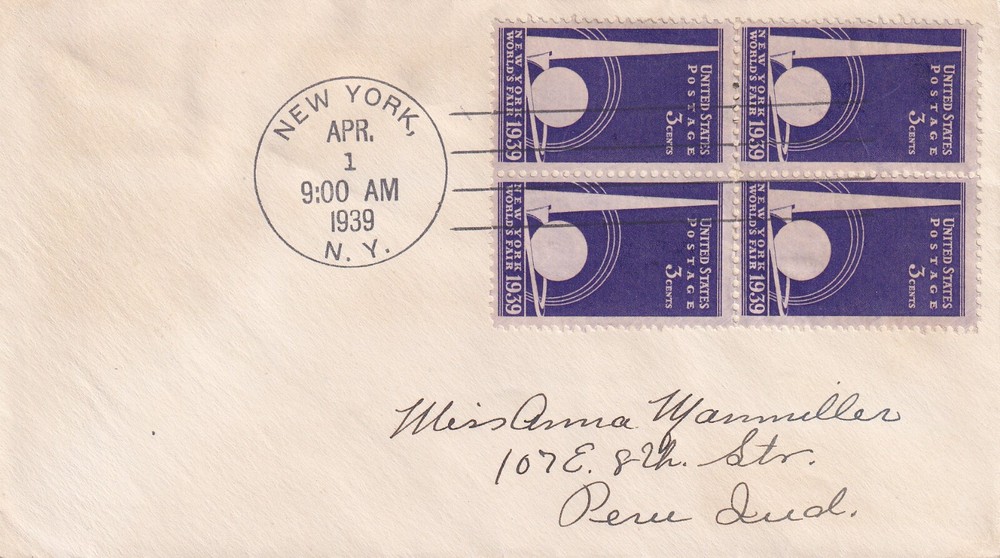 NEW YORK,
APR.
1
9:00 AM
1939
N. Y.
NEW YORK 1939
WORLD'S FAIR
UNITED STATES
POSTAGE
3 CENTS
NEW YORK 1939
WORLD'S FAIR
UNITED STATES
POSTAGE
3 CENTS
NEW YORK 1939
WORLD'S FAIR
UNITED STATES
POSTAGE
3 CENTS
NEW YORK 1939
WORLD'S FAIR
UNITED STATES
POSTAGE
3 CENTS
Miss Anna
107 E. 8th. Str.
Peru Ind.